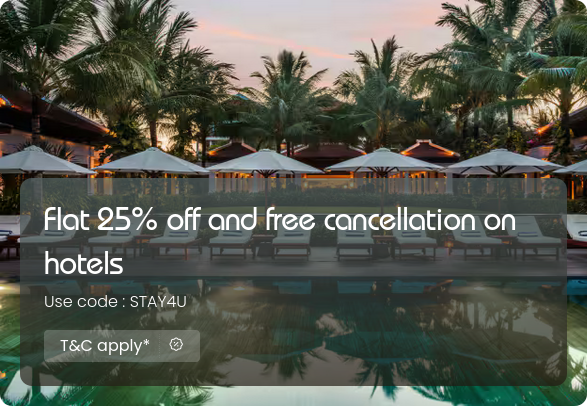 Flat 25% off and free cancellation on
hotels
Use code : STAY4U
T&C apply*